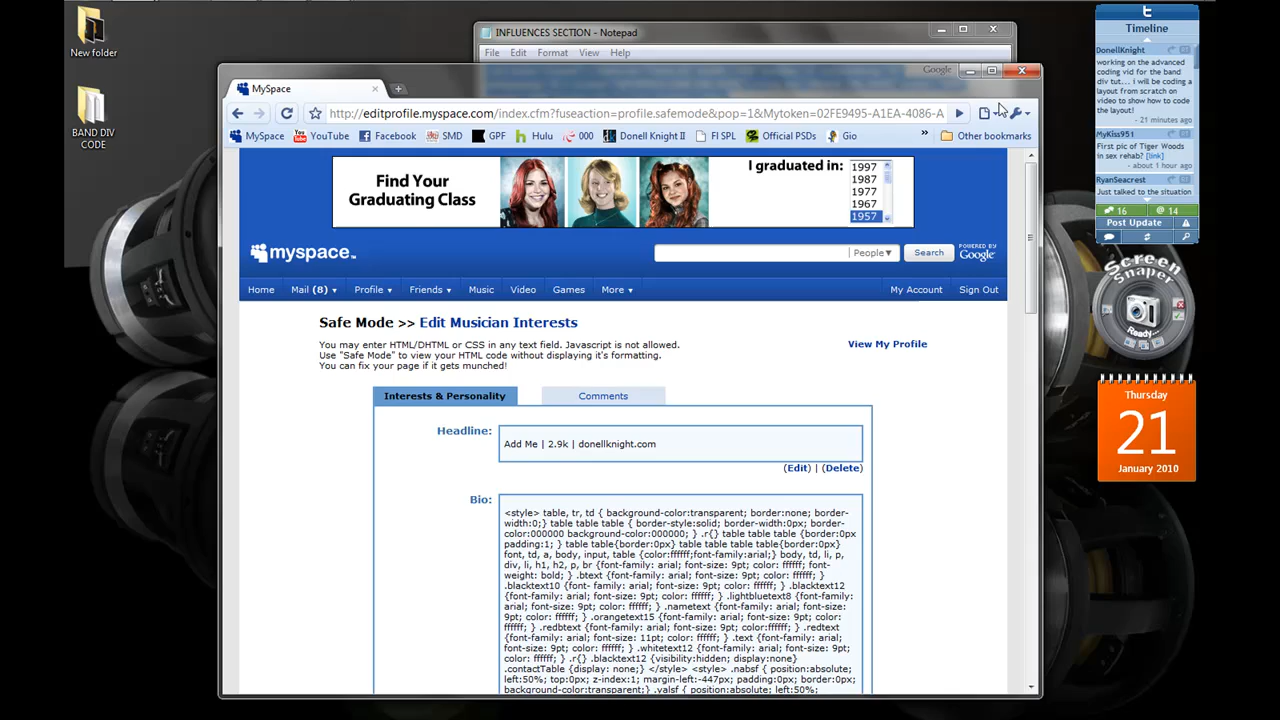 New folder
BAND DIV
CODE
INFLUENCES SECTION - Notepad
File Edit Format View Help
Google
MySpace
http://editprofile.myspace.com/index.cfm?fuseaction=profile.safemode&pop=1&Mytoken=02FE9495-A1EA-4086-A
MySpace YouTube Facebook SMD GPF Hulu 000 Donell Knight II FI SPL Official PSDs Gio » Other bookmarks
Find Your
Graduating Class
I graduated in:
1997
1987
1977
1967
1957
myspace™
People▼
Search
POWERED BY
Google
Home Mail (8) ▾ Profile ▾ Friends ▾ Music Video Games More ▾ My Account Sign Out
Safe Mode >> Edit Musician Interests
You may enter HTML/DHTML or CSS in any text field. Javascript is not allowed.
Use "Safe Mode" to view your HTML code without displaying it's formatting.
You can fix your page if it gets munched!
View My Profile
Interests & Personality
Comments
Headline:
Add Me | 2.9k | donellknight.com
(Edit) | (Delete)
Bio:
<style> table, tr, td { background-color:transparent; border:none; border-
width:0;} table table table { border-style:solid; border-width:0px; border-
color:000000 background-color:000000; } .r{} table table table {border:0px
padding:1; } table table{border:0px} table table table table{border:0px}
font, td, a, body, input, table {color:ffffff;font-family:arial;} body, td, li, p,
div, li, h1, h2, p, br {font-family: arial; font-size: 9pt; color: ffffff; font-
weight: bold; } .btext {font-family: arial; font-size: 9pt; color: ffffff; }
.blacktext10 {font-family: arial; font-size: 9pt; color: ffffff; } .blacktext12
{font-family: arial; font-size: 9pt; color: ffffff; } .lightbluetext8 {font-family:
arial; font-size: 9pt; color: ffffff; } .nametext {font-family: arial; font-size:
9pt; color: ffffff; } .orangetext15 {font-family: arial; font-size: 9pt; color:
ffffff; } .redbtext {font-family: arial; font-size: 9pt; color: ffffff; } .redtext
{font-family: arial; font-size: 11pt; color: ffffff; } .text {font-family: arial;
font-size: 9pt; color: ffffff; } .whitetext12 {font-family: arial; font-size: 9pt;
color: ffffff; } .r{} .blacktext12 {visibility:hidden; display:none}
.contactTable {display: none;} </style> <style> .nabsf { position:absolute;
left:50%; top:0px; z-index:1; margin-left:-447px; padding:0px; border:0px;
background-color:transparent;} .valsf { position:absolute; left:50%;
Timeline
DonellKnight
working on the advanced
coding vid for the band
div tut... i will be coding a
layout from scratch on
video to show how to code
the layout!
- 21 minutes ago
MyKiss951
First pic of Tiger Woods
in sex rehab? [link]
- about 1 hour ago
RyanSeacrest
Just talked to the situation
16 @ 14
Post Update
Screen
Snaper
Ready...
Thursday
21
January 2010